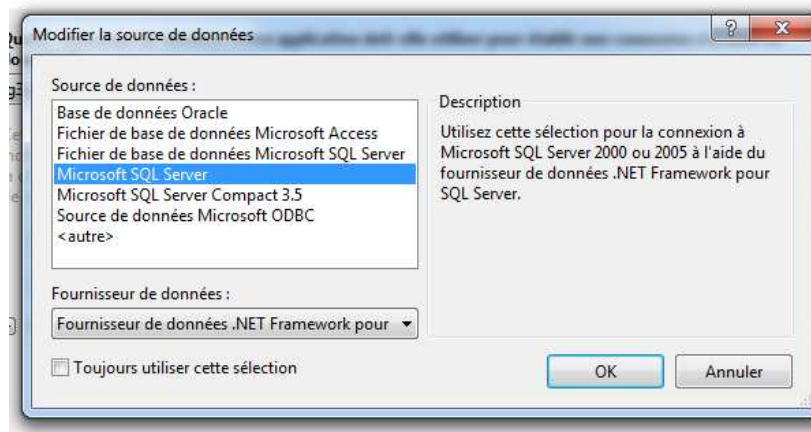 Modifier la source de données
Source de données :
Base de données Oracle
Fichier de base de données Microsoft Access
Fichier de base de données Microsoft SQL Server
Microsoft SQL Server
Microsoft SQL Server Compact 3.5
Source de données Microsoft ODBC
<autre>
Fournisseur de données :
Fournisseur de données .NET Framework pour
Toujours utiliser cette sélection
Description
Utilisez cette sélection pour la connexion à
Microsoft SQL Server 2000 ou 2005 à l'aide du
fournisseur de données .NET Framework pour
SQL Server.
OK
Annuler